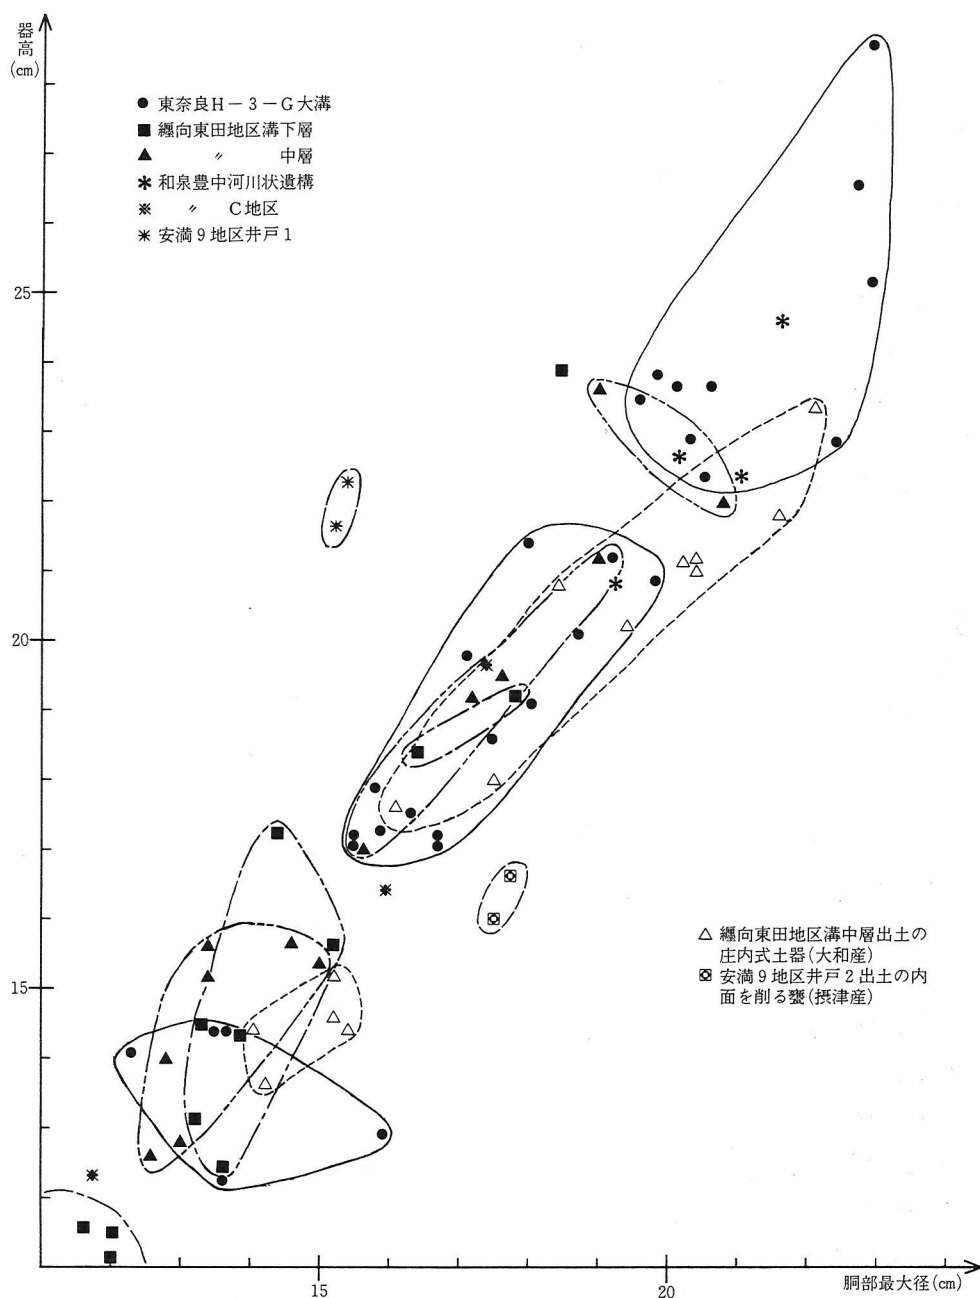 器高
(cm)
● 東奈良H－3－G大溝
■ 纒向東田地区溝下層
▲ 〃 中層
和泉豊中河川状遺構
〃 C地区
安満9地区井戸1
25
20
15
△ 纒向東田地区溝中層出土の
庄内式土器(大和産)
安満9地区井戸2出土の内
面を削る甕(摂津産)
15
20
胴部最大径(cm)